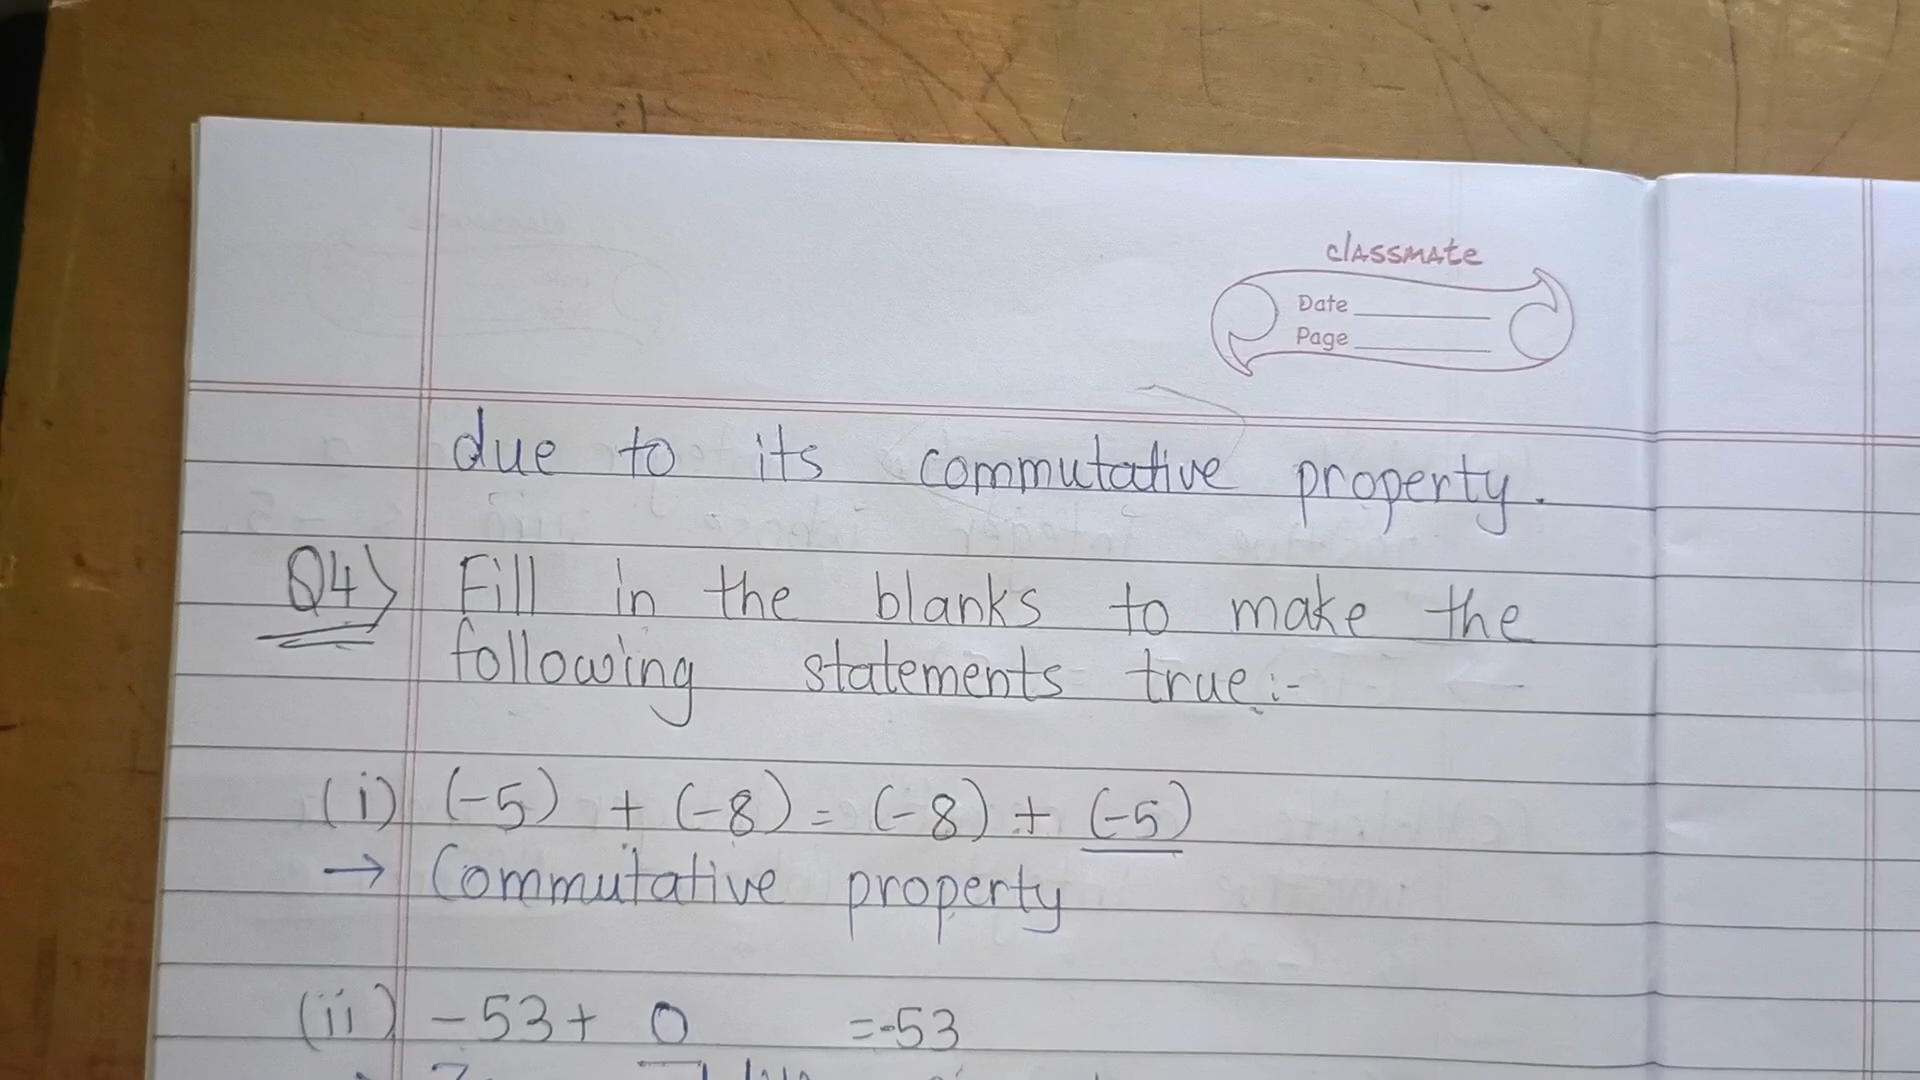 classmate
Date
Page
due to its commutative property.
Q4) Fill in the blanks to make the
following statements true:-
(i) (-5) + (-8) = (-8) + (-5)
→ Commutative property
(ii) -53 + 0 = -53